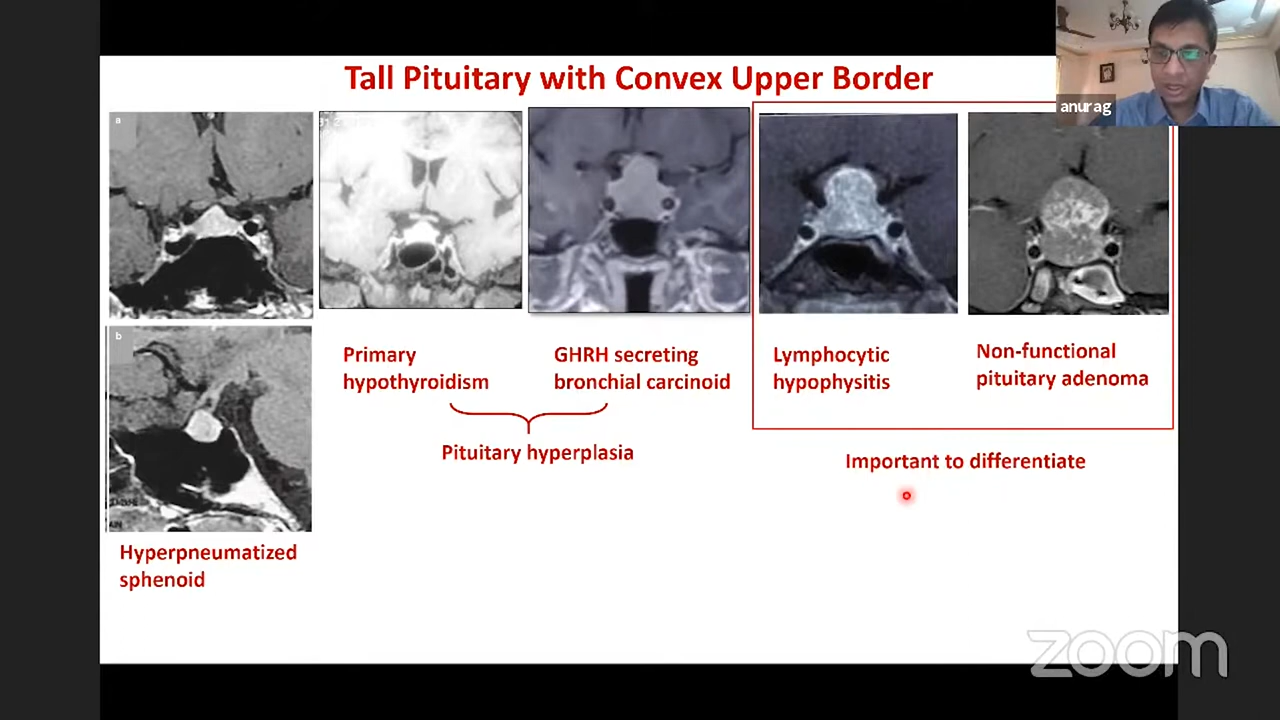 Tall Pituitary with Convex Upper Border
anurag
a
b
Primary
hypothyroidism
GHRH secreting
bronchial carcinoid
Pituitary hyperplasia
Lymphocytic
hypophysitis
Non-functional
pituitary adenoma
Important to differentiate
Hyperpneumatized
sphenoid
zoom